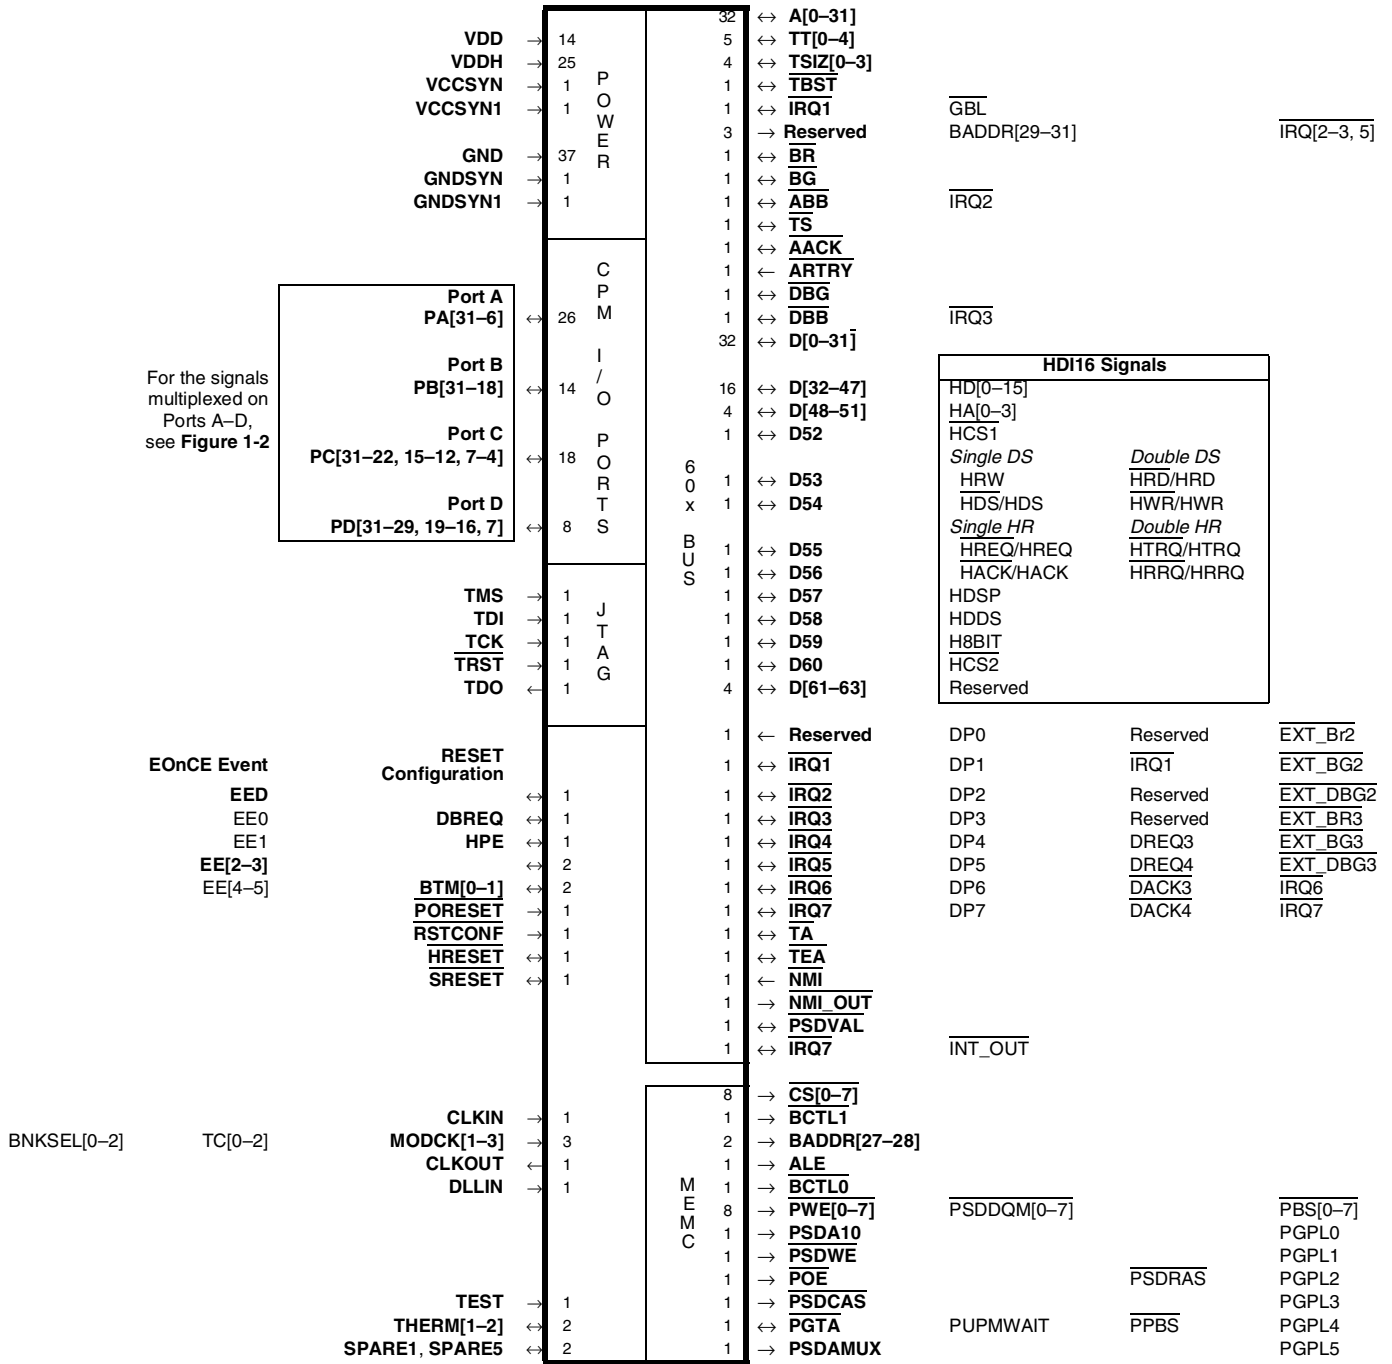 32 ↔ A[0–31]
VDD → 14 5 ↔ TT[0–4]
VDDH → 25 4 ↔ TSIZ[0–3]
VCCSYN → 1 1 ↔ TBST
VCCSYN1 → 1 1 ↔ IRQ1 GBL
3 → Reserved BADDR[29–31] IRQ[2–3, 5]
GND → 37 1 ↔ BR
GNDSYN → 1 1 ↔ BG
GNDSYN1 → 1 1 ↔ ABB IRQ2
POWER
1 ↔ TS
1 ↔ AACK
1 ← ARTRY
Port A 1 ↔ DBG
PA[31–6] ↔ 26 1 ↔ DBB IRQ3
32 ↔ D[0–31]
HDI16 Signals
Port B
For the signals
multiplexed on
Ports A–D,
see Figure 1-2
PB[31–18] ↔ 14 16 ↔ D[32–47] HD[0–15]
4 ↔ D[48–51] HA[0–3]
Port C 1 ↔ D52 HCS1
PC[31–22, 15–12, 7–4] ↔ 18 Single DS Double DS
1 ↔ D53 HRW HRD/HRD
Port D 1 ↔ D54 HDS/HDS HWR/HWR
PD[31–29, 19–16, 7] ↔ 8 Single HR Double HR
CPM I/O PORTS
60x BUS
1 ↔ D55 HREQ/HREQ HTRQ/HTRQ
1 ↔ D56 HACK/HACK HRRQ/HRRQ
TMS → 1 1 ↔ D57 HDSP
TDI → 1 1 ↔ D58 HDDS
TCK → 1 1 ↔ D59 H8BIT
TRST → 1 1 ↔ D60 HCS2
TDO ← 1 4 ↔ D[61–63] Reserved
JTAG
1 ← Reserved DP0 Reserved EXT_Br2
EOnCE Event RESET
Configuration 1 ↔ IRQ1 DP1 IRQ1 EXT_BG2
EED ↔ 1 1 ↔ IRQ2 DP2 Reserved EXT_DBG2
EE0 DBREQ ↔ 1 1 ↔ IRQ3 DP3 Reserved EXT_BR3
EE1 HPE ↔ 1 1 ↔ IRQ4 DP4 DREQ3 EXT_BG3
EE[2–3] ↔ 2 1 ↔ IRQ5 DP5 DREQ4 EXT_DBG3
EE[4–5] BTM[0–1] ↔ 2 1 ↔ IRQ6 DP6 DACK3 IRQ6
PORESET → 1 1 ↔ IRQ7 DP7 DACK4 IRQ7
RSTCONF → 1 1 ↔ TA
HRESET ↔ 1 1 ↔ TEA
SRESET ↔ 1 1 ← NMI
1 → NMI_OUT
1 ↔ PSDVAL
1 ↔ IRQ7 INT_OUT
8 → CS[0–7]
CLKIN → 1 1 → BCTL1
BNKSEL[0–2] TC[0–2] MODCK[1–3] → 3 2 → BADDR[27–28]
CLKOUT ← 1 1 → ALE
DLLIN → 1 1 → BCTL0
MEMC
8 → PWE[0–7] PSDDQM[0–7] PBS[0–7]
1 → PSDA10 PGPL0
1 → PSDWE PGPL1
1 → POE PSDRAS PGPL2
TEST → 1 1 → PSDCAS PGPL3
THERM[1–2] ↔ 2 1 ↔ PGTA PUPMWAIT PPBS PGPL4
SPARE1, SPARE5 ↔ 2 1 → PSDAMUX PGPL5